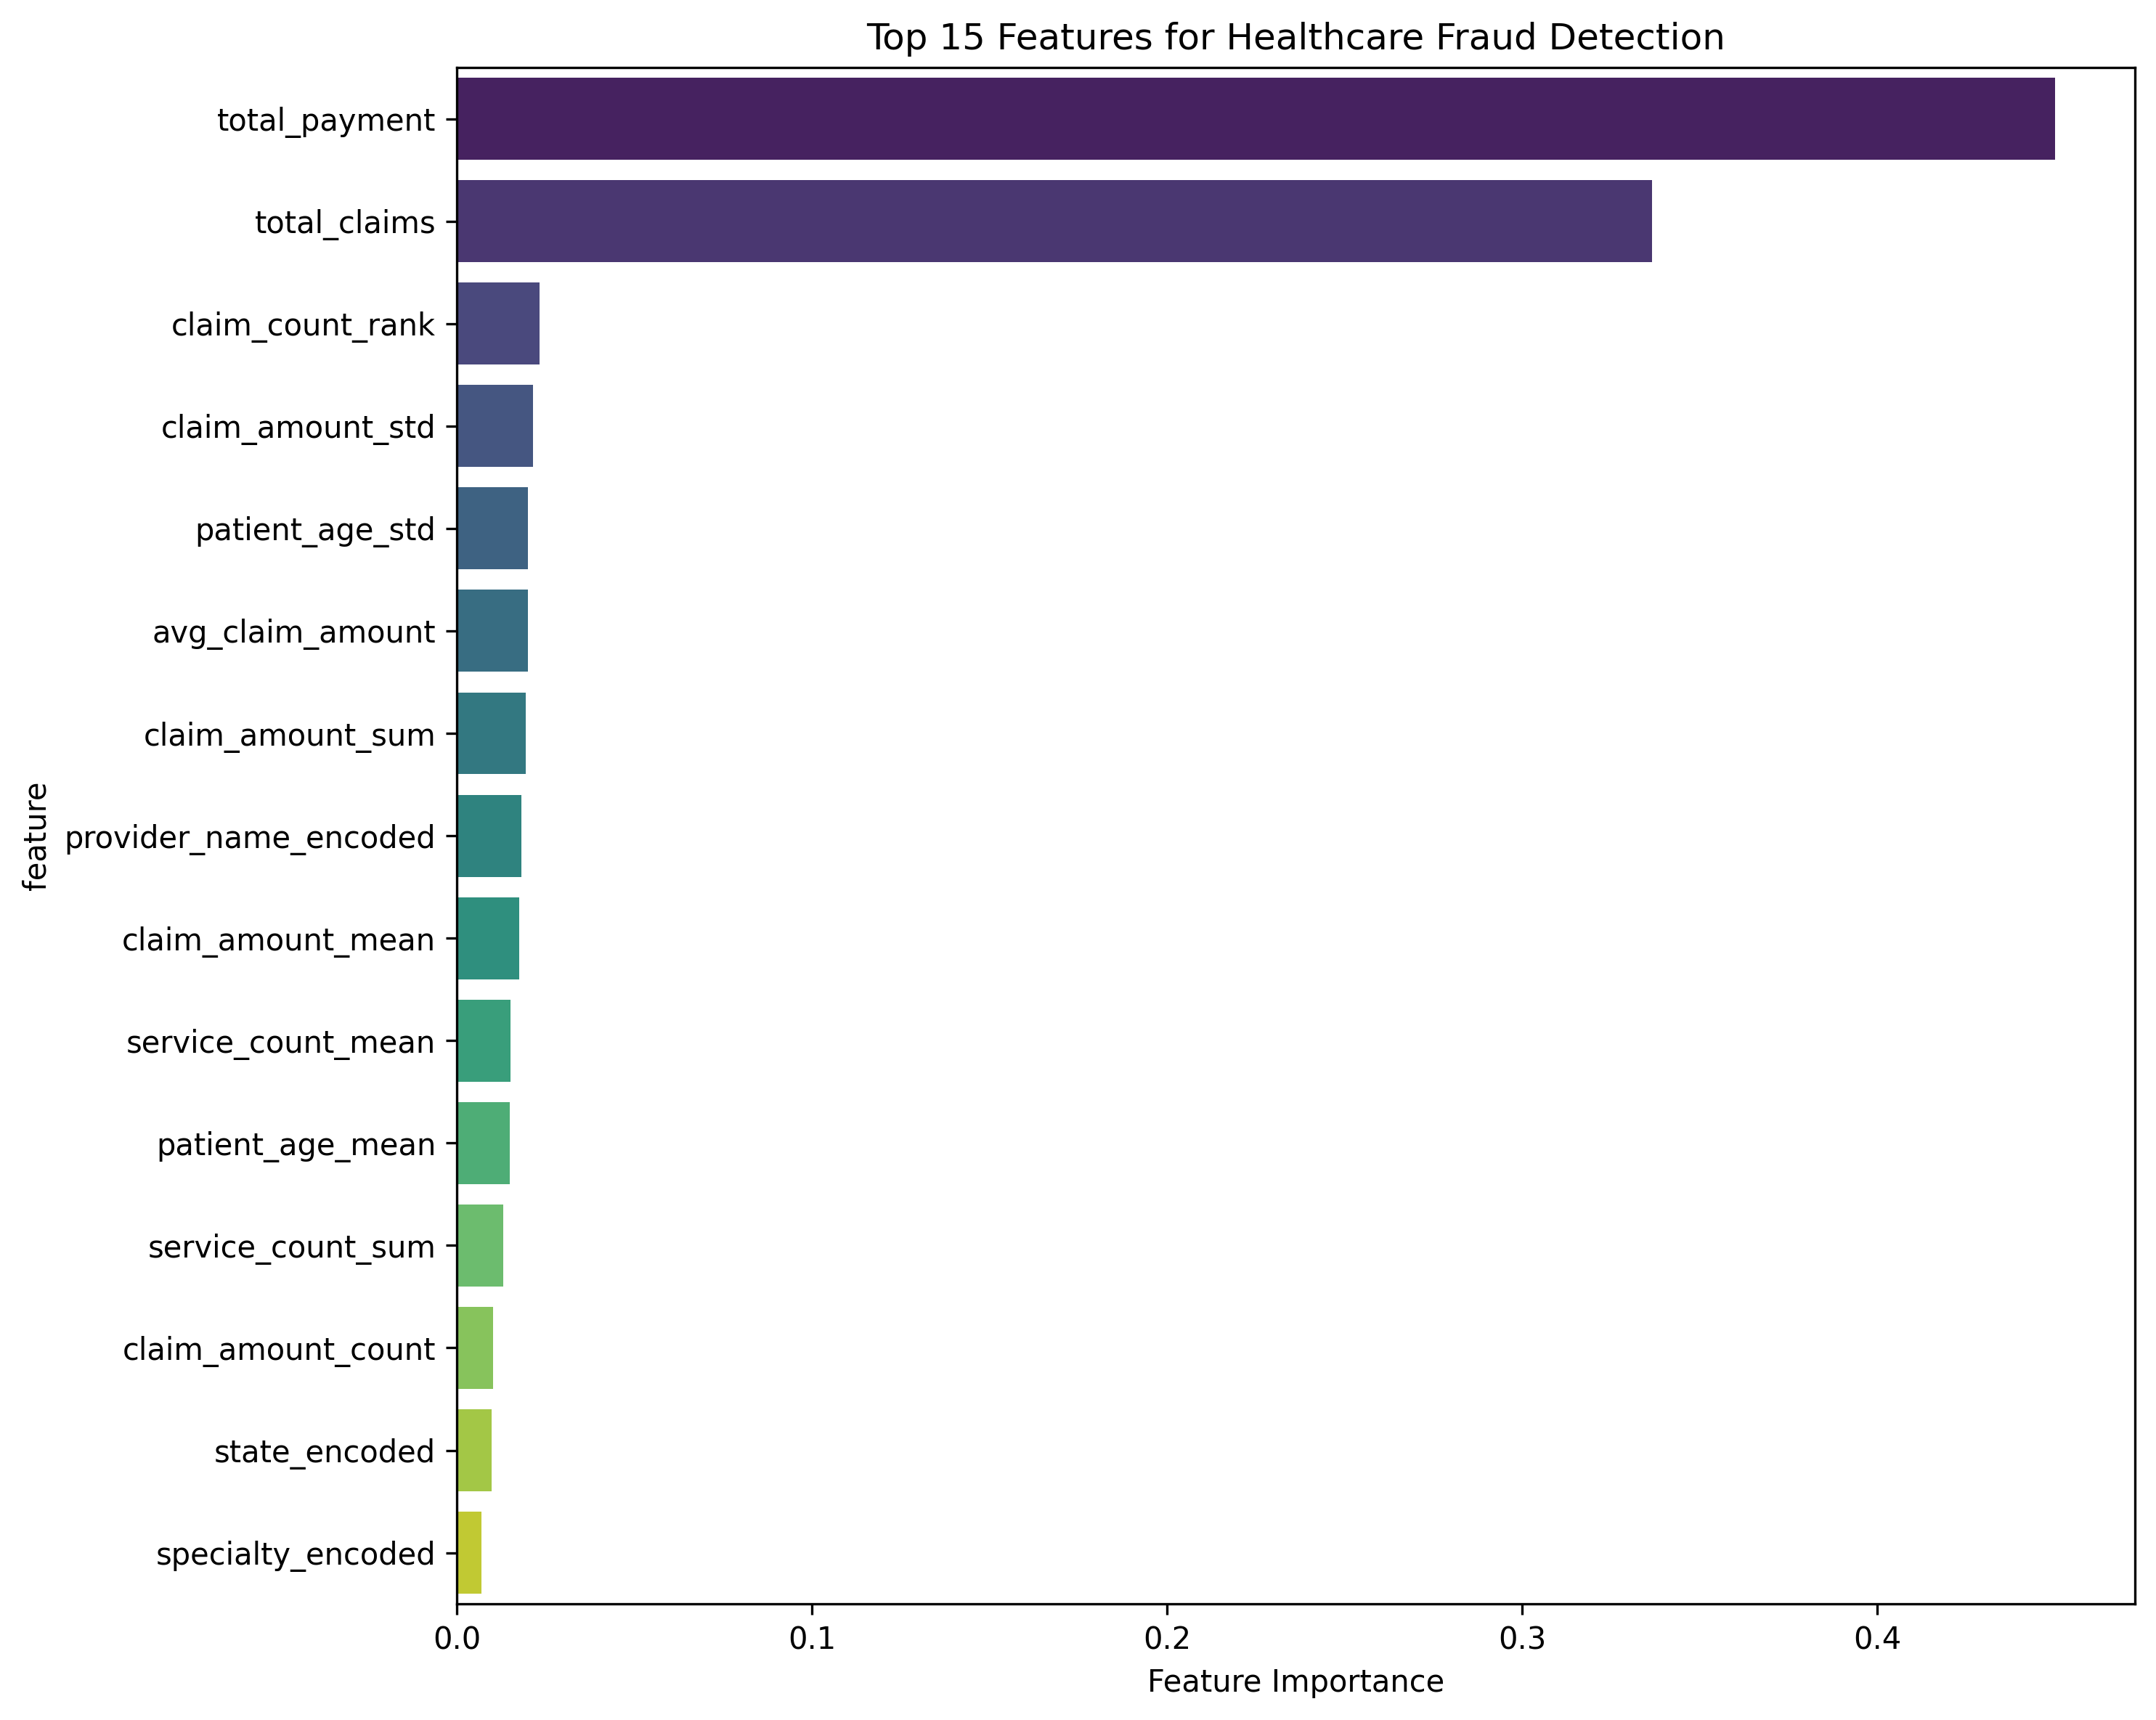 Top 15 Features for Healthcare Fraud Detection
total_payment
total_claims
claim_count_rank
claim_amount_std
patient_age_std
avg_claim_amount
claim_amount_sum
provider_name_encoded
claim_amount_mean
service_count_mean
patient_age_mean
service_count_sum
claim_amount_count
state_encoded
specialty_encoded
feature
0.0 0.1 0.2 0.3 0.4
Feature Importance